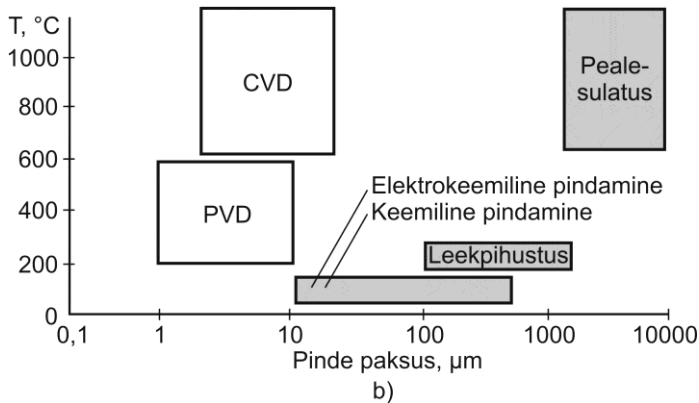 T, °C
1000
800
600
400
200
0
CVD
PVD
Peale-
sulatus
Elektrokeemiline pindamine
Keemiline pindamine
Leekpihustus
0,1
1
10
100
1000
10000
Pinde paksus, μm
b)